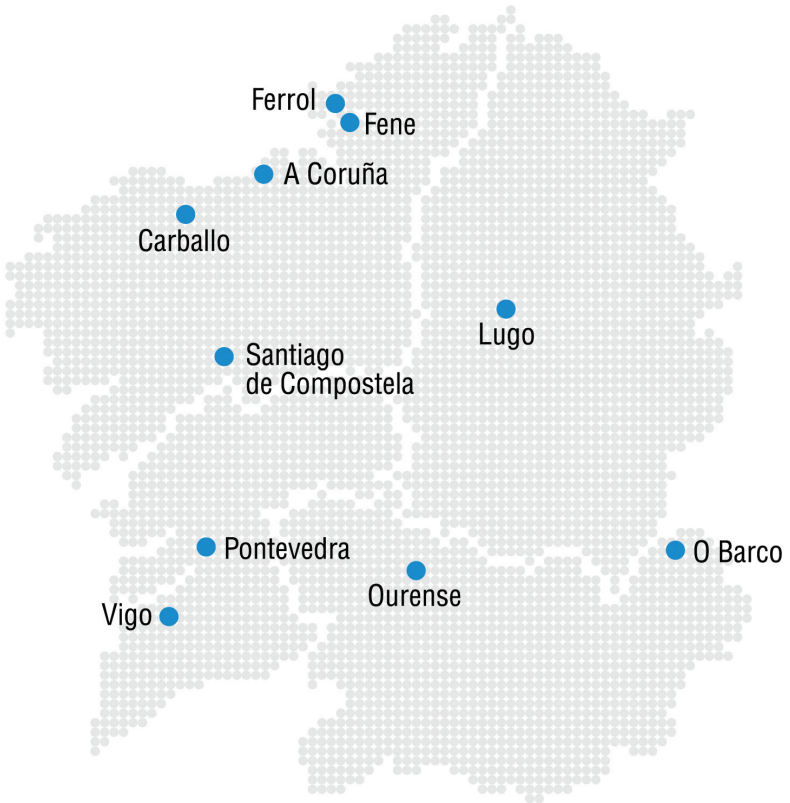 Ferrol
Fene
A Coruña
Carballo
Lugo
Santiago
de Compostela
Pontevedra
O Barco
Ourense
Vigo